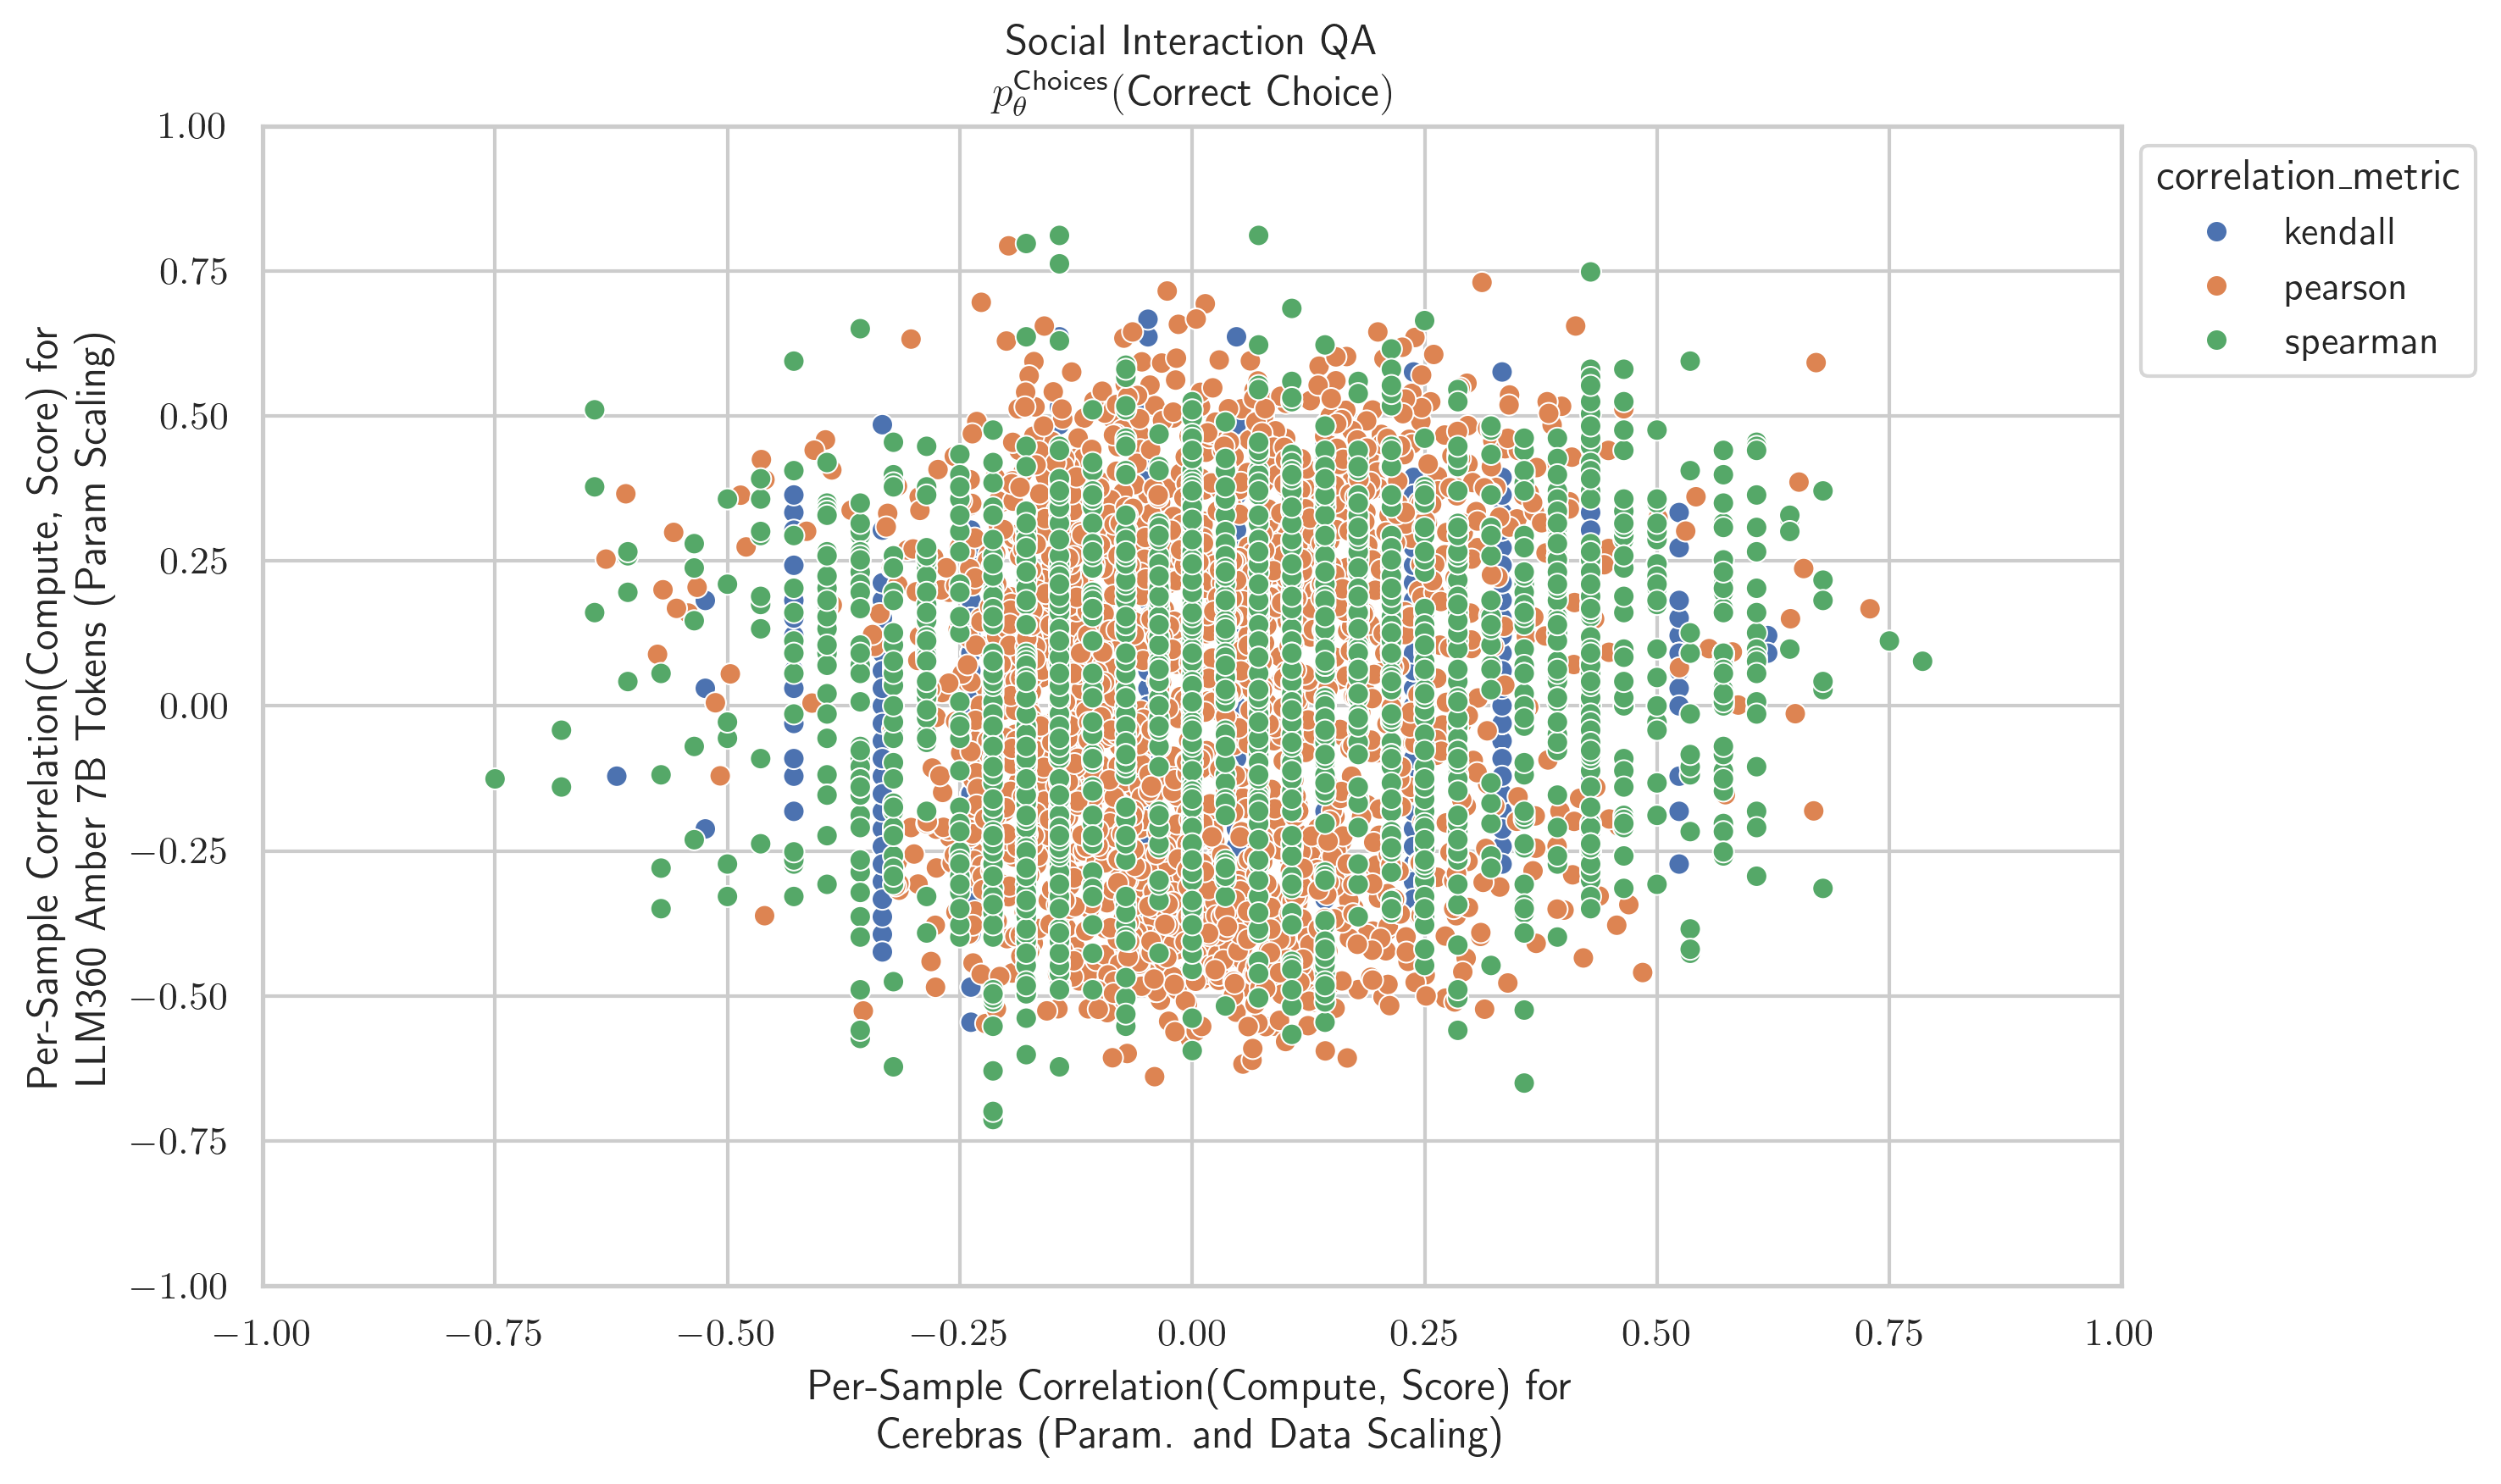 Social Interaction QA
p_θ^Choices(Correct Choice)
1.00
0.75
0.50
0.25
0.00
−0.25
−0.50
−0.75
−1.00
Per-Sample Correlation(Compute, Score) for
LLM360 Amber 7B Tokens (Param Scaling)
correlation_metric
kendall
pearson
spearman
−1.00 −0.75 −0.50 −0.25 0.00 0.25 0.50 0.75 1.00
Per-Sample Correlation(Compute, Score) for
Cerebras (Param. and Data Scaling)